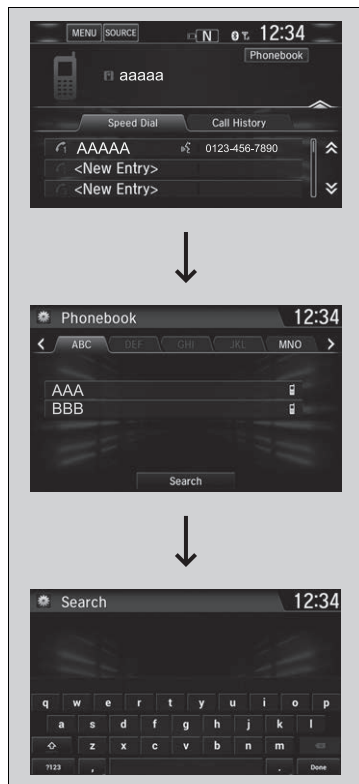 MENU SOURCE N 12:34
Phonebook
aaaaa
Speed Dial Call History
1 AAAAA 0123-456-7890
<New Entry>
<New Entry>
Phonebook 12:34
ABC DEF GHI JKL MNO
AAA
BBB
Search
Search 12:34
q w e r t y u i o p
a s d f g h j k l
z x c v b n m
?123 , . Done